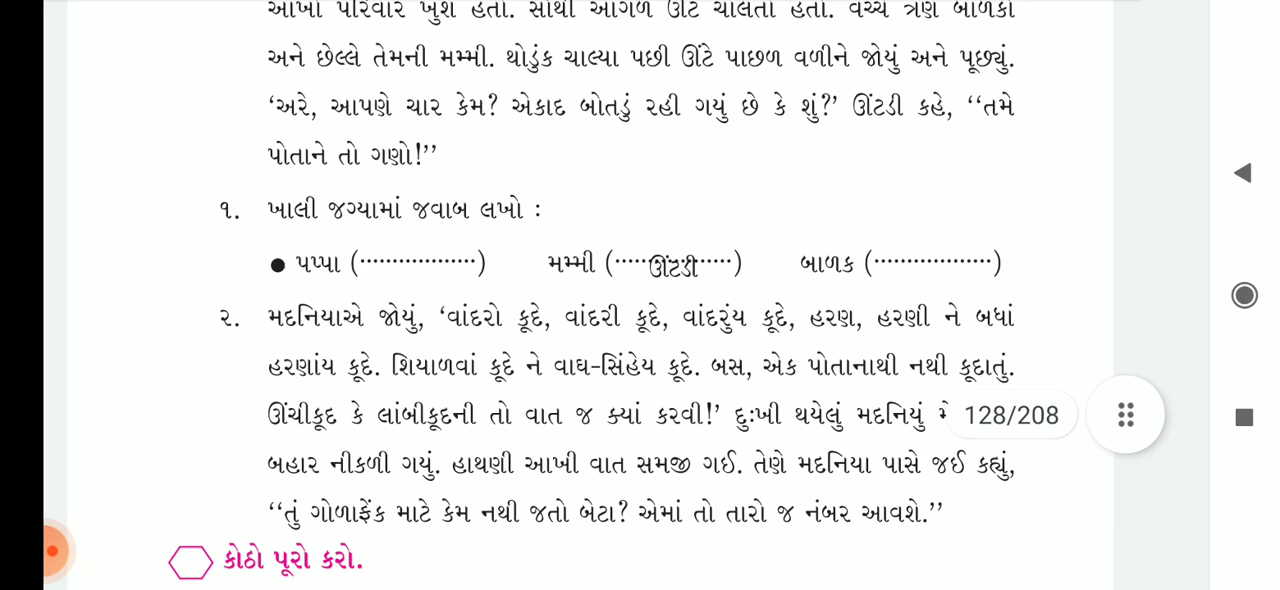 આખો પરિવાર ખુશ હતો. સૌથી આગળ ઊંટ ચાલતો હતો. વચ્ચે ત્રણ બાળકો
અને છેલ્લે તેમની મમ્મી. થોડુંક ચાલ્યા પછી ઊંટે પાછળ વળીને જોયું અને પૂછ્યું.
‘અરે, આપણે ચાર કેમ? એકાદ બોતડું રહી ગયું છે કે શું?’ ઊંટડી કહે, ‘‘તમે
પોતાને તો ગણો!’’
૧. ખાલી જગ્યામાં જવાબ લખો :
● પપ્પા (··················) મમ્મી (·····ઊંટડી·····) બાળક (··················)
૨. મદનિયાએ જોયું, ‘વાંદરો કૂદે, વાંદરી કૂદે, વાંદરુંય કૂદે, હરણ, હરણી ને બધાં
હરણાંય કૂદે. શિયાળવાં કૂદે ને વાઘ-સિંહેય કૂદે. બસ, એક પોતાનાથી નથી કૂદાતું.
ઊંચીકૂદ કે લાંબીકૂદની તો વાત જ ક્યાં કરવી!’ દુઃખી થયેલું મદનિયું 128/208
બહાર નીકળી ગયું. હાથણી આખી વાત સમજી ગઈ. તેણે મદનિયા પાસે જઈ કહ્યું,
‘‘તું ગોળાફેંક માટે કેમ નથી જતો બેટા? એમાં તો તારો જ નંબર આવશે.’’
કોઠો પૂરો કરો.